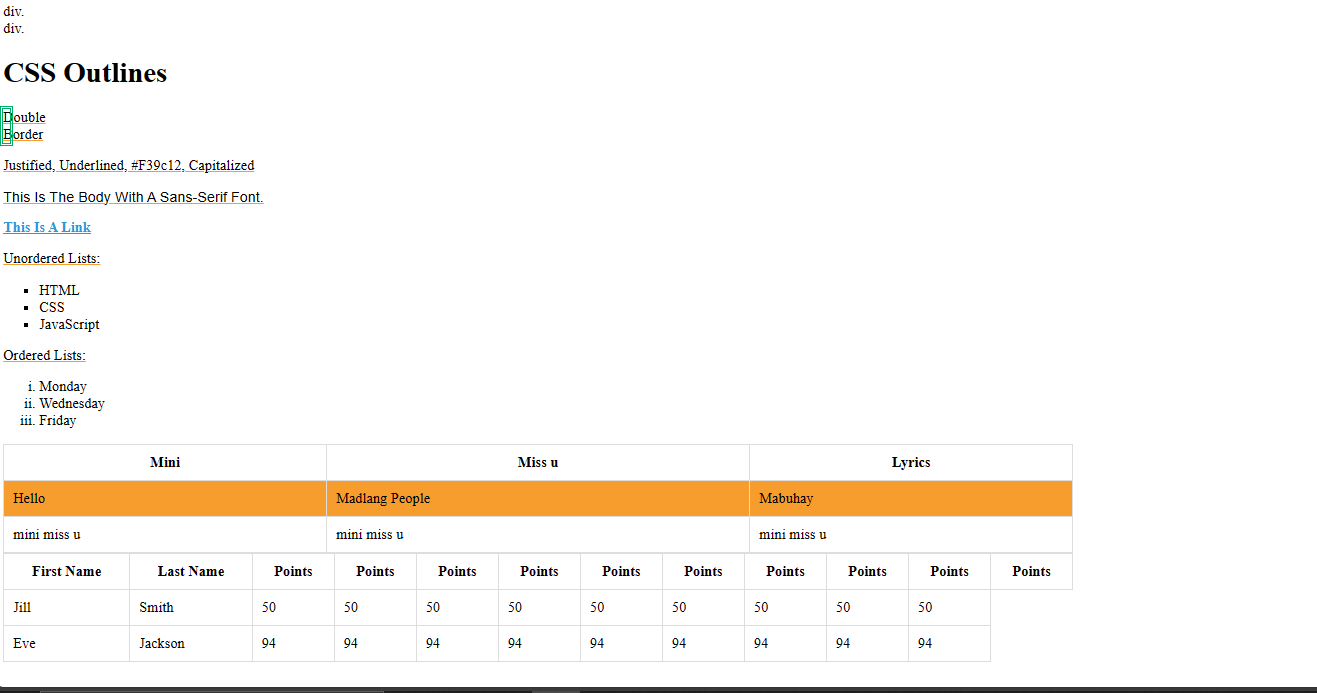 div.
div.
CSS Outlines
Double
Border
Justified, Underlined, #F39c12, Capitalized
This Is The Body With A Sans-Serif Font.
This Is A Link
Unordered Lists:
▪ HTML
▪ CSS
▪ JavaScript
Ordered Lists:
i. Monday
ii. Wednesday
iii. Friday
Mini Miss u Lyrics
Hello Madlang People Mabuhay
mini miss u mini miss u mini miss u
First Name Last Name Points Points Points Points Points Points Points Points Points Points
Jill Smith 50 50 50 50 50 50 50 50 50
Eve Jackson 94 94 94 94 94 94 94 94 94